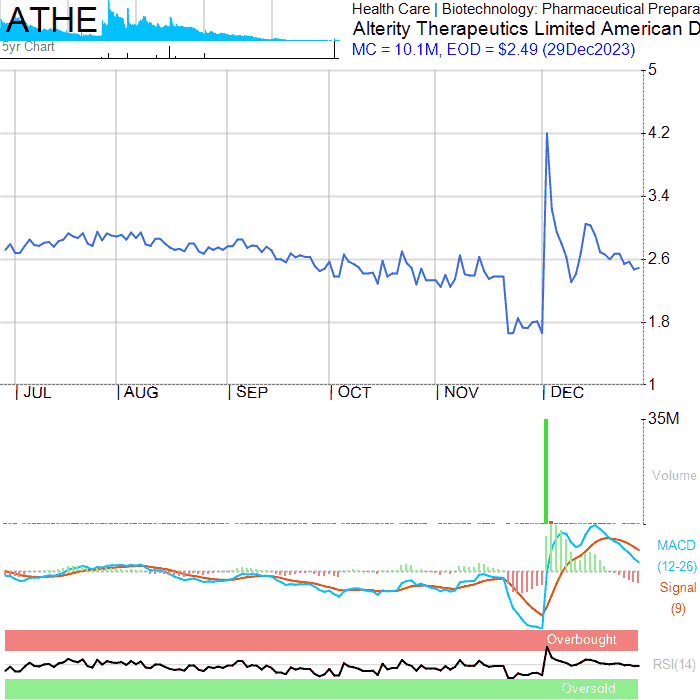 ATHE
5yr Chart
Health Care | Biotechnology: Pharmaceutical Prepara
Alterity Therapeutics Limited American D
MC = 10.1M, EOD = $2.49 (29Dec2023)
5
4.2
3.4
2.6
1.8
1
JUL AUG SEP OCT NOV DEC
35M
Volume
MACD
(12-26)
Signal
(9)
Overbought
RSI(14)
Oversold